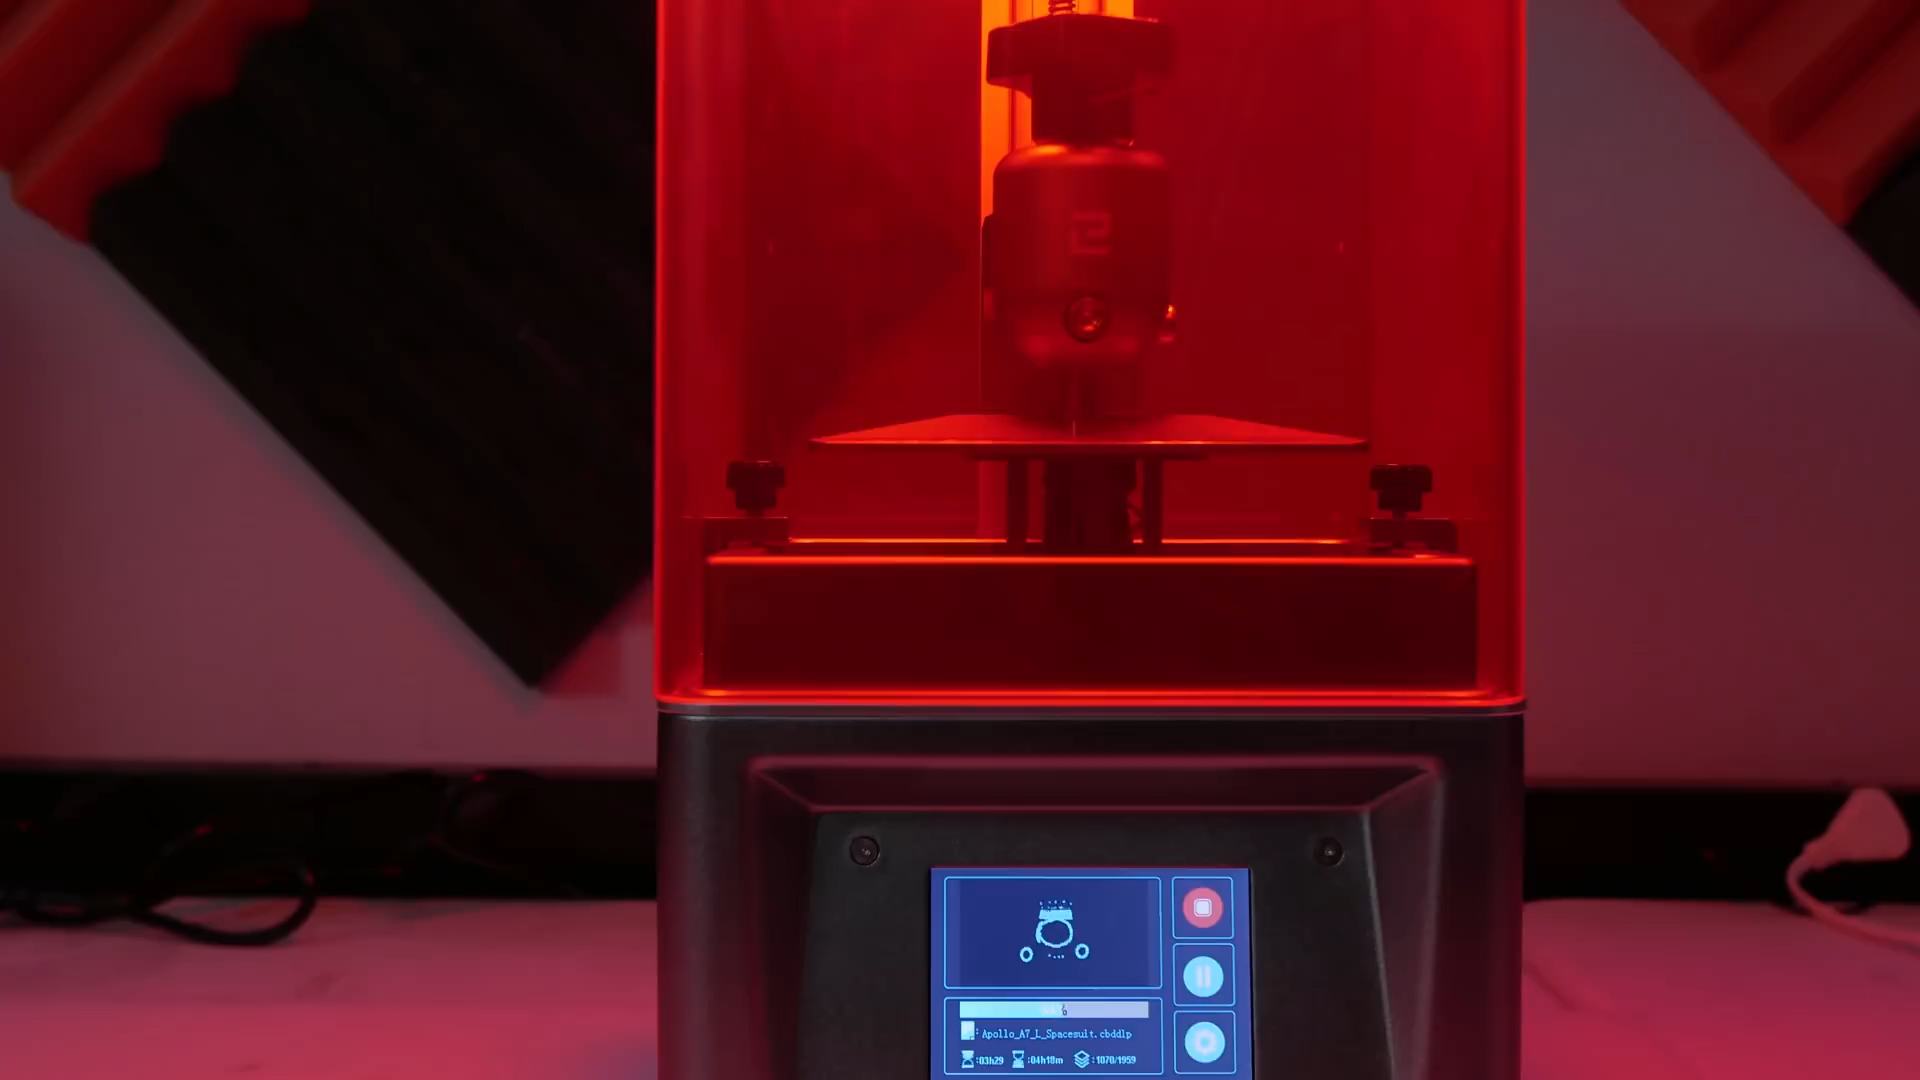 %
: Apollo_A7_L_Spacesuit.cbddlp
:03h29 :04h18m :1070/1959